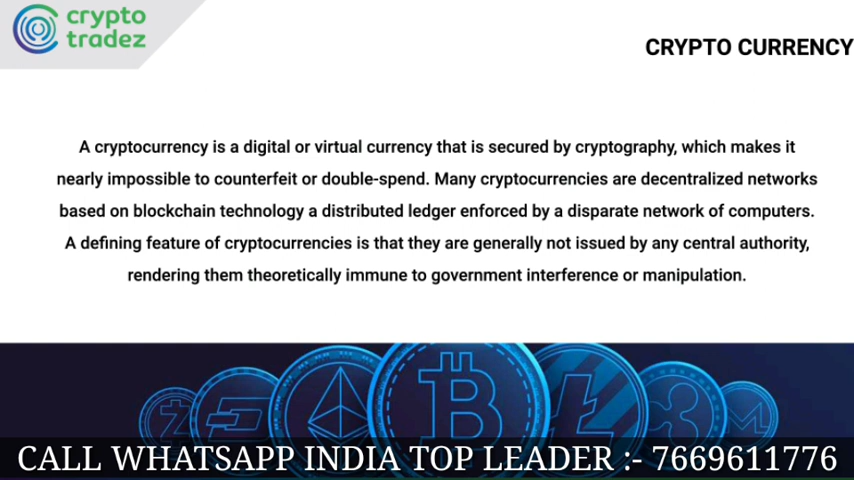 crypto
tradez
CRYPTO CURRENCY
A cryptocurrency is a digital or virtual currency that is secured by cryptography, which makes it
nearly impossible to counterfeit or double-spend. Many cryptocurrencies are decentralized networks
based on blockchain technology a distributed ledger enforced by a disparate network of computers.
A defining feature of cryptocurrencies is that they are generally not issued by any central authority,
rendering them theoretically immune to government interference or manipulation.
CALL WHATSAPP INDIA TOP LEADER :- 7669611776